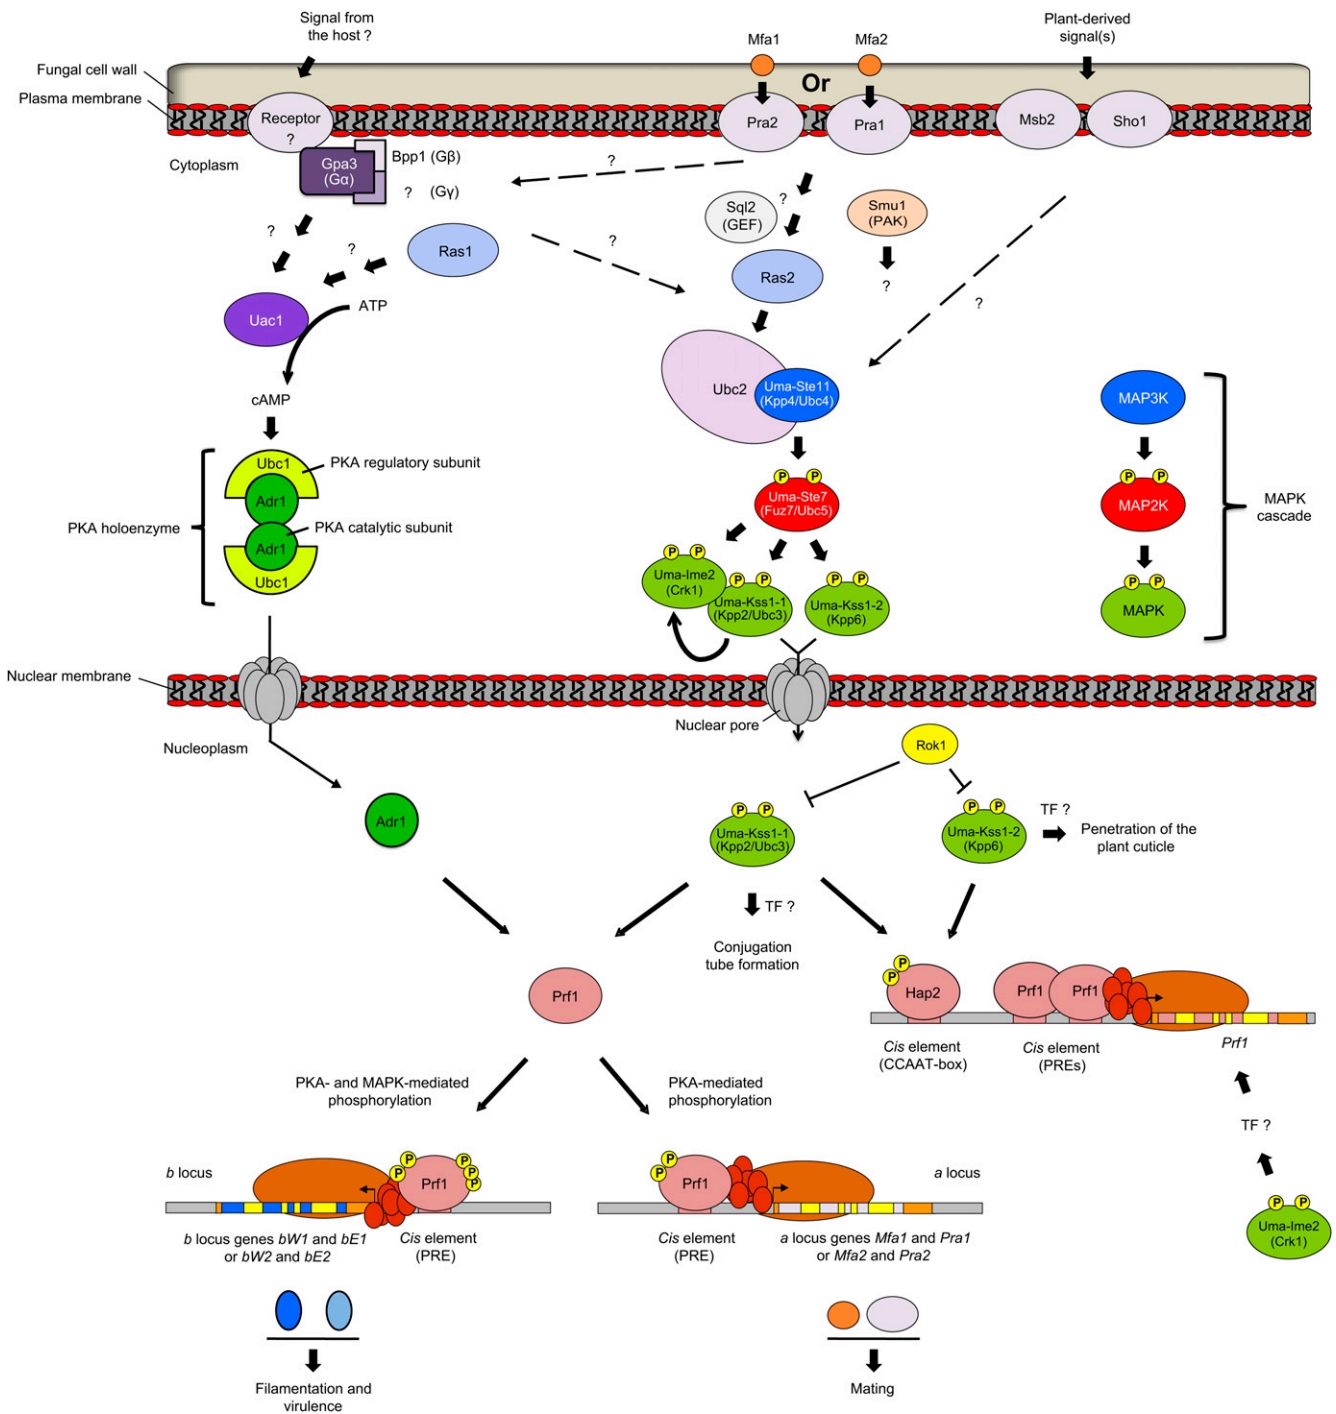 Signal from
the host ?
Mfa1
Mfa2
Plant-derived
signal(s)
Fungal cell wall
Or
Plasma membrane
Receptor
?
Pra2
Pra1
Msb2
Sho1
Cytoplasm
Gpa3
(Gα)
Bpp1 (Gβ)
? (Gγ)
?
Sql2
(GEF)
?
Smu1
(PAK)
?
?
Ras1
?
Ras2
?
?
Uac1
ATP
Ubc2
Uma-Ste11
(Kpp4/Ubc4)
MAP3K
cAMP
Ubc1
PKA regulatory subunit
Adr1
P P
Uma-Ste7
(Fuz7/Ubc5)
P P
MAP2K
MAPK
cascade
PKA holoenzyme
PKA catalytic subunit
Adr1
Ubc1
P P
Uma-Ime2
(Crk1)
P P
Uma-Kss1-1
(Kpp2/Ubc3)
P P
Uma-Kss1-2
(Kpp6)
P P
MAPK
Nuclear membrane
Nuclear pore
Nucleoplasm
Rok1
Adr1
P P
Uma-Kss1-1
(Kpp2/Ubc3)
P P
Uma-Kss1-2
(Kpp6)
TF ?
Penetration of the
plant cuticle
TF ?
Conjugation
tube formation
Prf1
P
P
Hap2
Prf1
Prf1
Cis element
(CCAAT-box)
Cis element
(PREs)
Prf1
PKA- and MAPK-mediated
phosphorylation
PKA-mediated
phosphorylation
TF ?
b locus
P
P
P
P
P
Prf1
P
P
Prf1
a locus
P P
Uma-Ime2
(Crk1)
b locus genes bW1 and bE1
or bW2 and bE2
Cis element
(PRE)
Cis element
(PRE)
a locus genes Mfa1 and Pra1
or Mfa2 and Pra2
Filamentation and
virulence
Mating